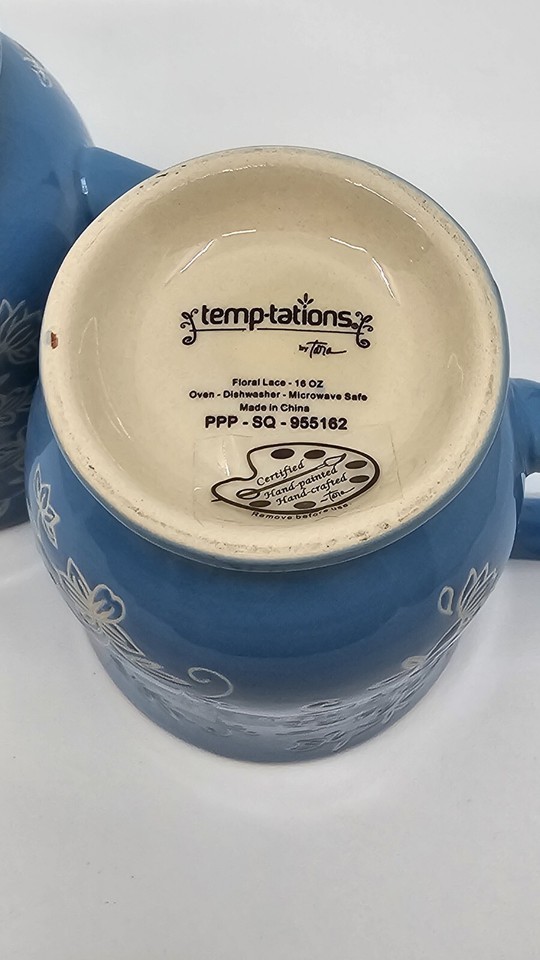 temp-tations®
by Tara
Floral Lace - 16 OZ
Oven - Dishwasher - Microwave Safe
Made in China
PPP - SQ - 955162
Certified
Hand-painted
Hand-crafted
Tara
Remove before use.